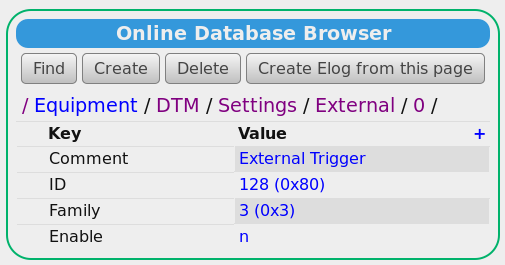 Online Database Browser
Find Create Delete Create Elog from this page
/ Equipment / DTM / Settings / External / 0 /
Key Value +
Comment External Trigger
ID 128 (0x80)
Family 3 (0x3)
Enable n